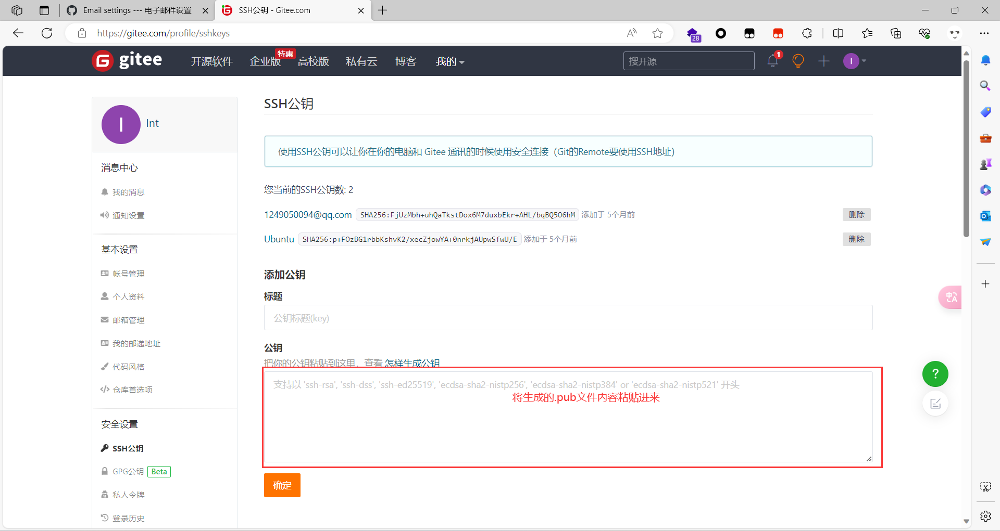 Email settings --- 电子邮件设置
SSH公钥 - Gitee.com
https://gitee.com/profile/sshkeys
28
gitee
开源软件
企业版
特惠
高校版
私有云
博客
我的
搜开源
1
I
I
Int
消息中心
我的消息
通知设置
基本设置
帐号管理
个人资料
邮箱管理
我的邮递地址
代码风格
仓库首选项
安全设置
SSH公钥
GPG公钥 Beta
私人令牌
登录历史
SSH公钥
使用SSH公钥可以让你在你的电脑和 Gitee 通讯的时候使用安全连接（Git的Remote要使用SSH地址）
您当前的SSH公钥数: 2
1249050094@qq.com SHA256:FjUzMbh+uhQaTkstDox6M7duxbEkr+AHL/bqBQ5O6hM 添加于 5个月前 删除
Ubuntu SHA256:p+FOzBG1rbbKshvK2/xecZjowYA+0nrkjAUpwSfwU/E 添加于 5个月前 删除
添加公钥
标题
公钥标题(key)
公钥
把你的公钥粘贴到这里，查看 怎样生成公钥
支持以 'ssh-rsa', 'ssh-dss', 'ssh-ed25519', 'ecdsa-sha2-nistp256', 'ecdsa-sha2-nistp384' or 'ecdsa-sha2-nistp521' 开头
将生成的.pub文件内容粘贴进来
确定
中A
?